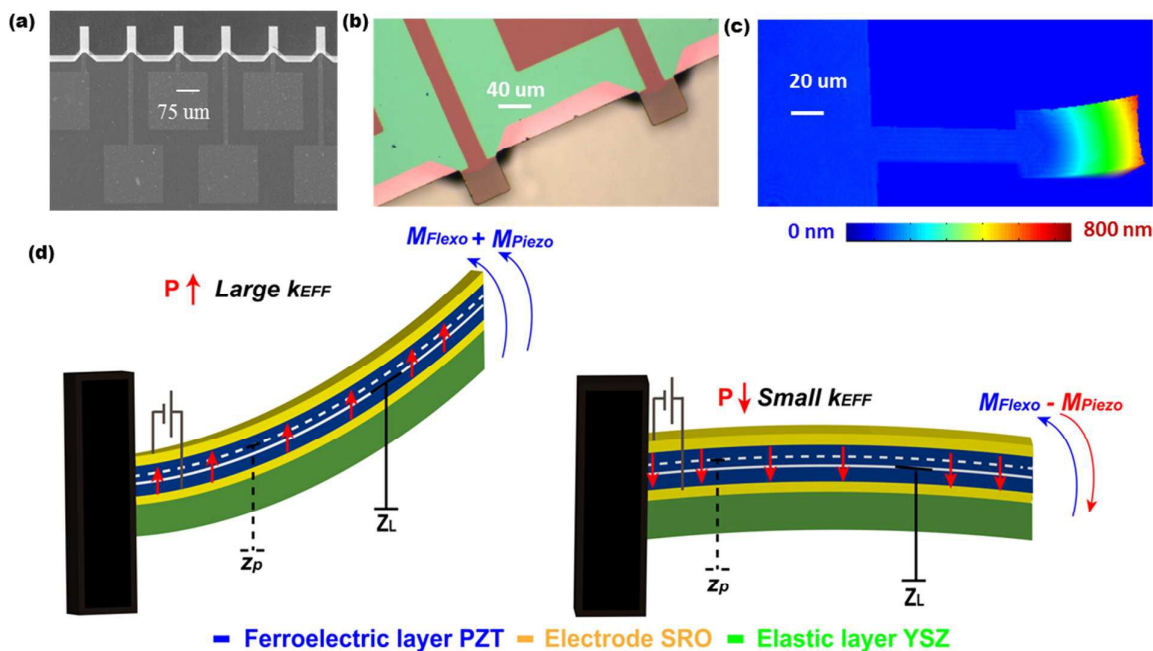 (a)
75 um
(b)
40 um
(c)
20 um
0 nm 800 nm
(d)
MFlexo + MPiezo
P Large kEFF
ZL
zp
P Small kEFF
MFlexo - MPiezo
zp
ZL
Ferroelectric layer PZT Electrode SRO Elastic layer YSZ